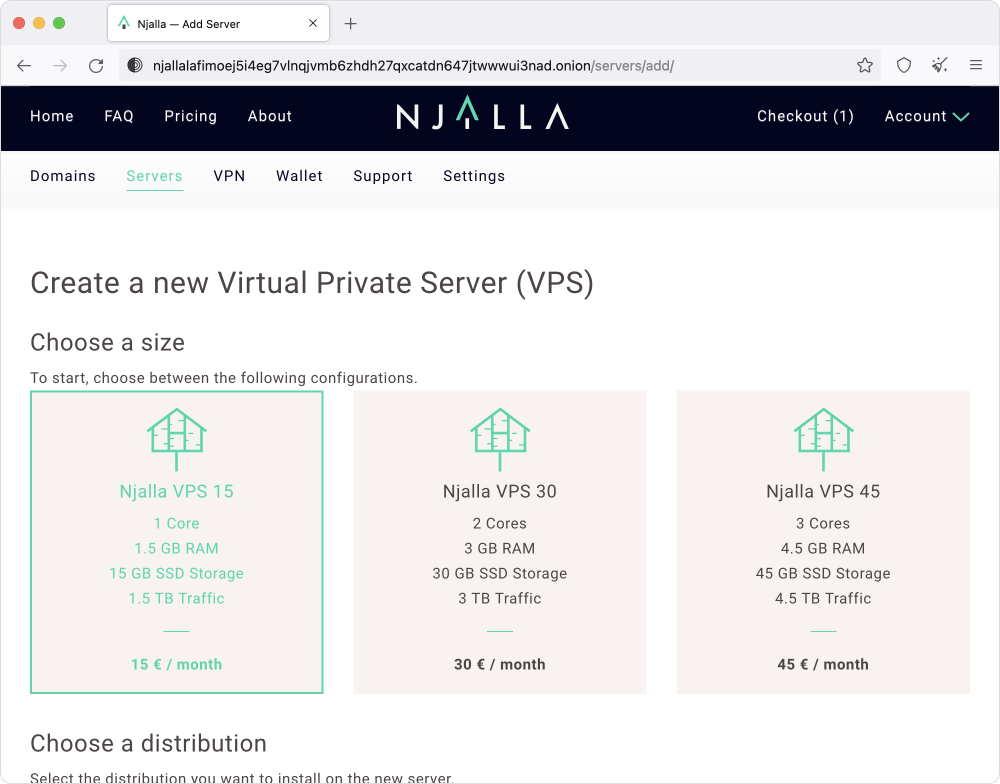 Njalla — Add Server
njallalafimoej5i4eg7vlnqjvmb6zhdh27qxcatdn647jtwwwui3nad.onion/servers/add/
Home FAQ Pricing About NJALLA Checkout (1) Account
Domains Servers VPN Wallet Support Settings
Create a new Virtual Private Server (VPS)
Choose a size
To start, choose between the following configurations.
Njalla VPS 15
1 Core
1.5 GB RAM
15 GB SSD Storage
1.5 TB Traffic
15 € / month
Njalla VPS 30
2 Cores
3 GB RAM
30 GB SSD Storage
3 TB Traffic
30 € / month
Njalla VPS 45
3 Cores
4.5 GB RAM
45 GB SSD Storage
4.5 TB Traffic
45 € / month
Choose a distribution
Select the distribution you want to install on the new server.